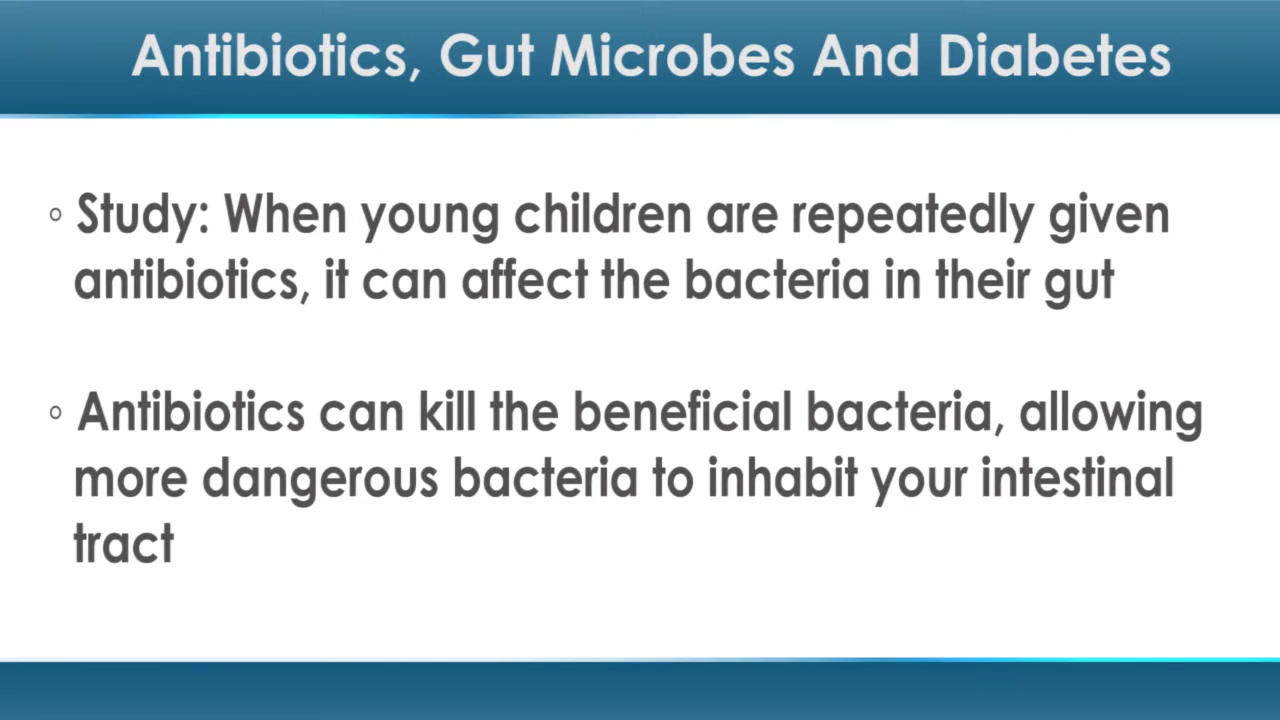 Antibiotics, Gut Microbes And Diabetes
◦ Study: When young children are repeatedly given
antibiotics, it can affect the bacteria in their gut
◦ Antibiotics can kill the beneficial bacteria, allowing
more dangerous bacteria to inhabit your intestinal
tract